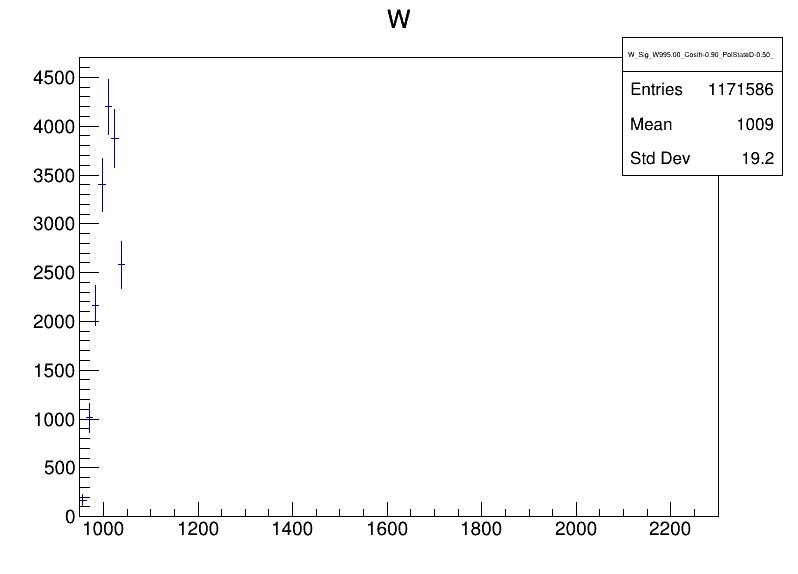 W
W_Sig_W995.00_Costh-0.90_PolStateD-0.50_
Entries 1171586
Mean 1009
Std Dev 19.2
4500
4000
3500
3000
2500
2000
1500
1000
500
0
1000 1200 1400 1600 1800 2000 2200